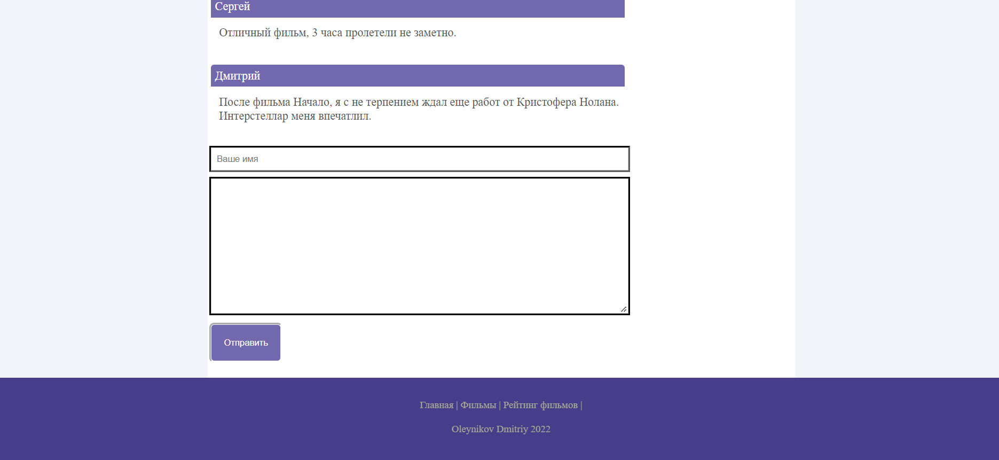 Сергей
Отличный фильм, 3 часа пролетели не заметно.
Дмитрий
После фильма Начало, я с не терпением ждал еще работ от Кристофера Нолана.
Интерстеллар меня впечатлил.
Ваше имя
Отправить
Главная | Фильмы | Рейтинг фильмов |
Oleynikov Dmitriy 2022